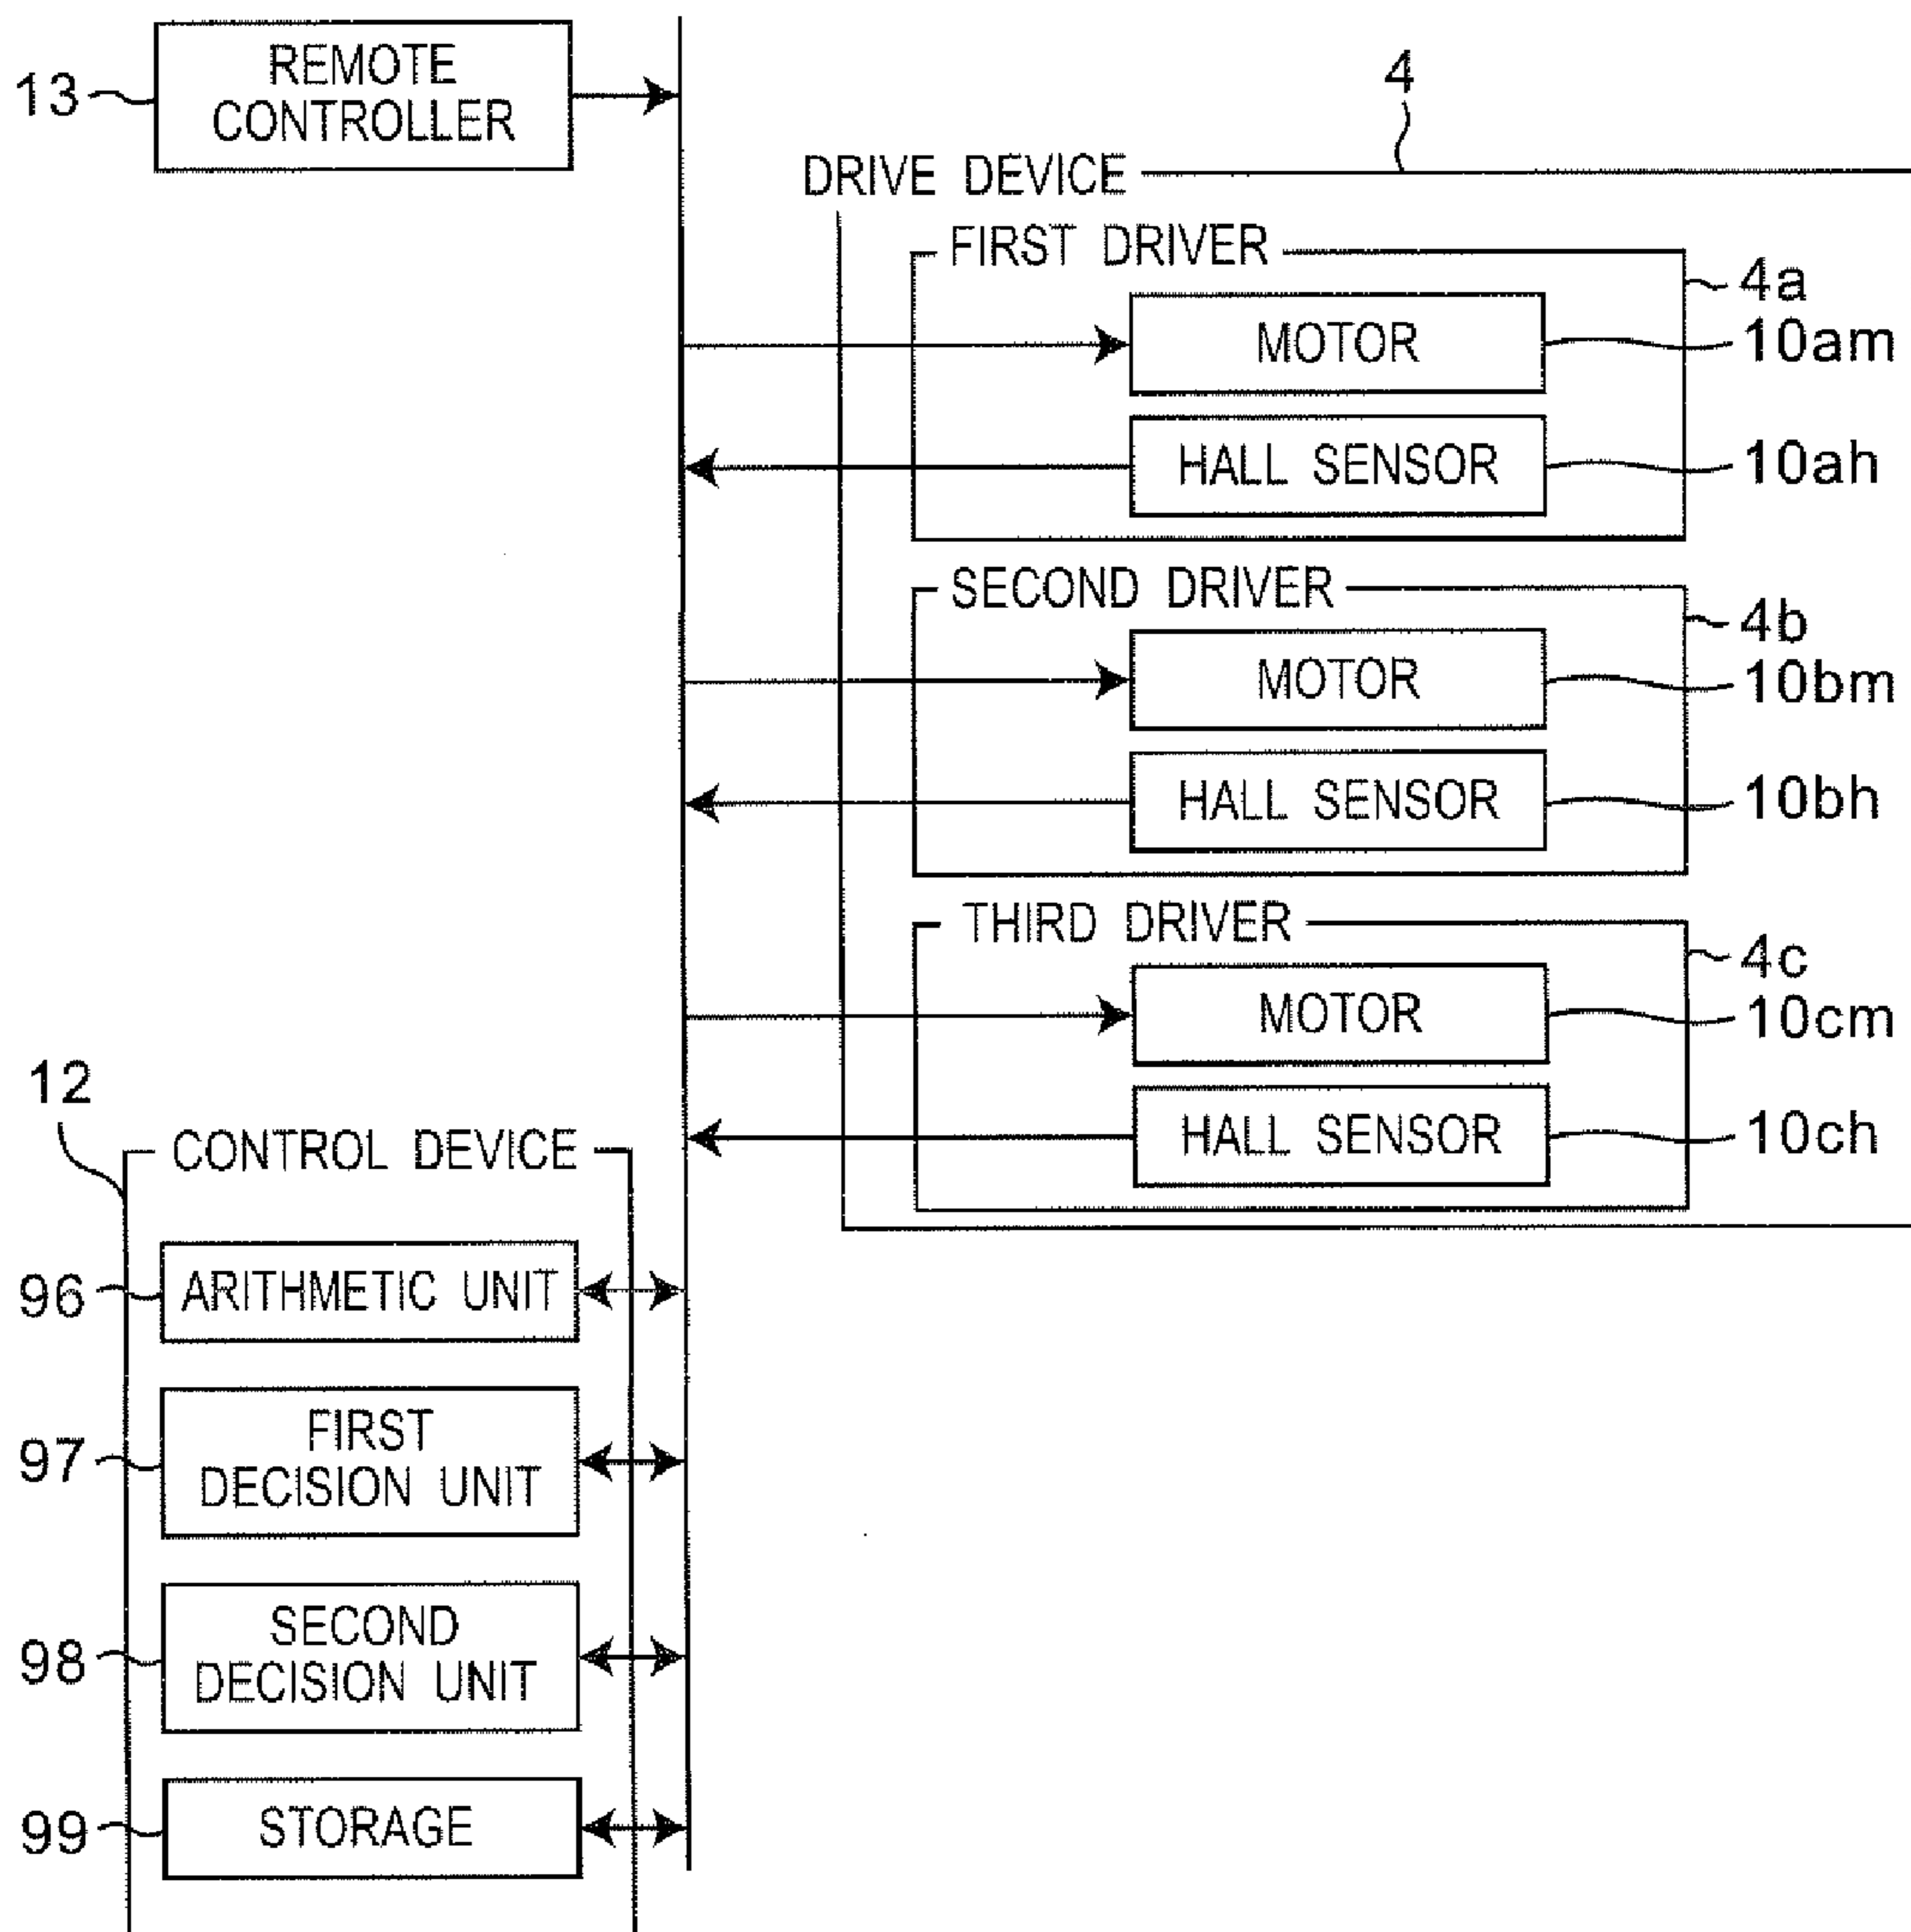 REMOTE
CONTROLLER
13
4
DRIVE DEVICE
FIRST DRIVER
4a
MOTOR
10am
HALL SENSOR
10ah
SECOND DRIVER
4b
MOTOR
10bm
HALL SENSOR
10bh
THIRD DRIVER
4c
MOTOR
10cm
HALL SENSOR
10ch
12
CONTROL DEVICE
96
ARITHMETIC UNIT
97
FIRST
DECISION UNIT
98
SECOND
DECISION UNIT
99
STORAGE